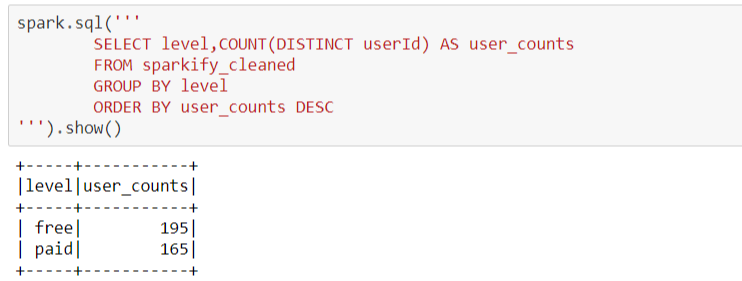 spark.sql('''
        SELECT level,COUNT(DISTINCT userId) AS user_counts
        FROM sparkify_cleaned
        GROUP BY level
        ORDER BY user_counts DESC
''').show()
+-----+-----------+
|level|user_counts|
+-----+-----------+
| free|        195|
| paid|        165|
+-----+-----------+